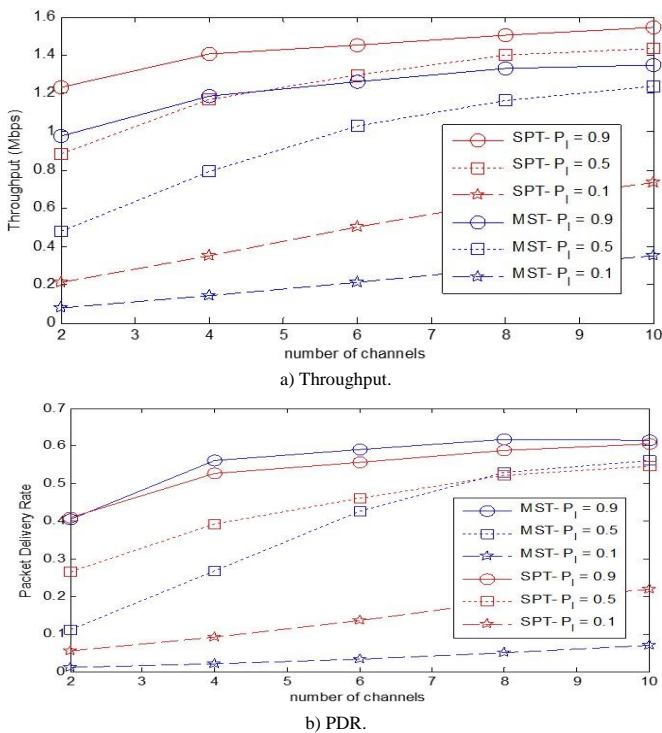 1.6
1.4
1.2
1
0.8
0.6
0.4
0.2
0
Throughput (Mbps)
SPT- P_I = 0.9
SPT- P_I = 0.5
SPT- P_I = 0.1
MST- P_I = 0.9
MST- P_I = 0.5
MST- P_I = 0.1
2 3 4 5 6 7 8 9 10
number of channels
a) Throughput.
0.7
0.6
0.5
0.4
0.3
0.2
0.1
0
Packet Delivery Rate
MST- P_I = 0.9
MST- P_I = 0.5
MST- P_I = 0.1
SPT- P_I = 0.9
SPT- P_I = 0.5
SPT- P_I = 0.1
2 3 4 5 6 7 8 9 10
number of channels
b) PDR.